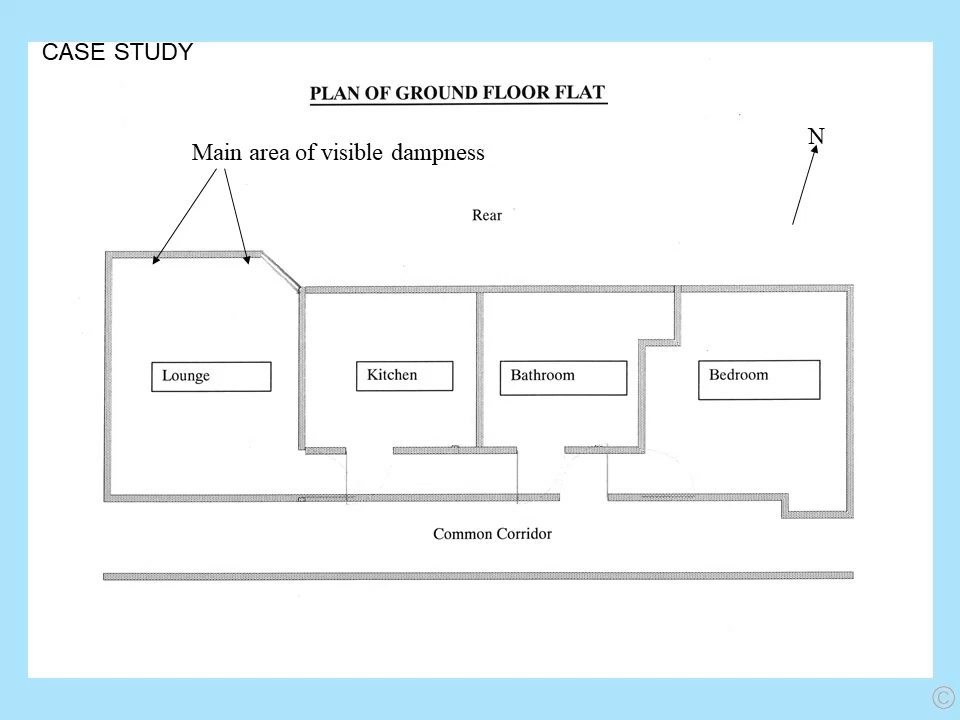 CASE STUDY
PLAN OF GROUND FLOOR FLAT
N
Main area of visible dampness
Rear
Lounge
Kitchen
Bathroom
Bedroom
Common Corridor
©